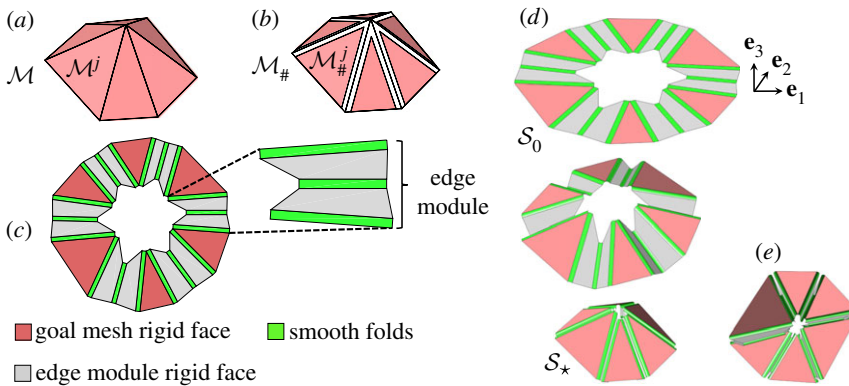 (a)
ℳ
ℳʲ
(b)
ℳ#
ℳ#ʲ
(c)
edge
module
goal mesh rigid face
smooth folds
edge module rigid face
(d)
e₃
e₂
e₁
𝒮₀
𝒮⋆
(e)